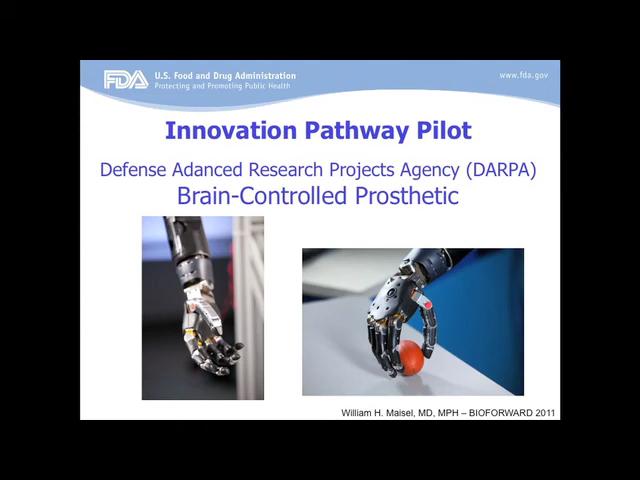 FDA U.S. Food and Drug Administration
Protecting and Promoting Public Health
www.fda.gov
Innovation Pathway Pilot
Defense Adanced Research Projects Agency (DARPA)
Brain-Controlled Prosthetic
William H. Maisel, MD, MPH – BIOFORWARD 2011